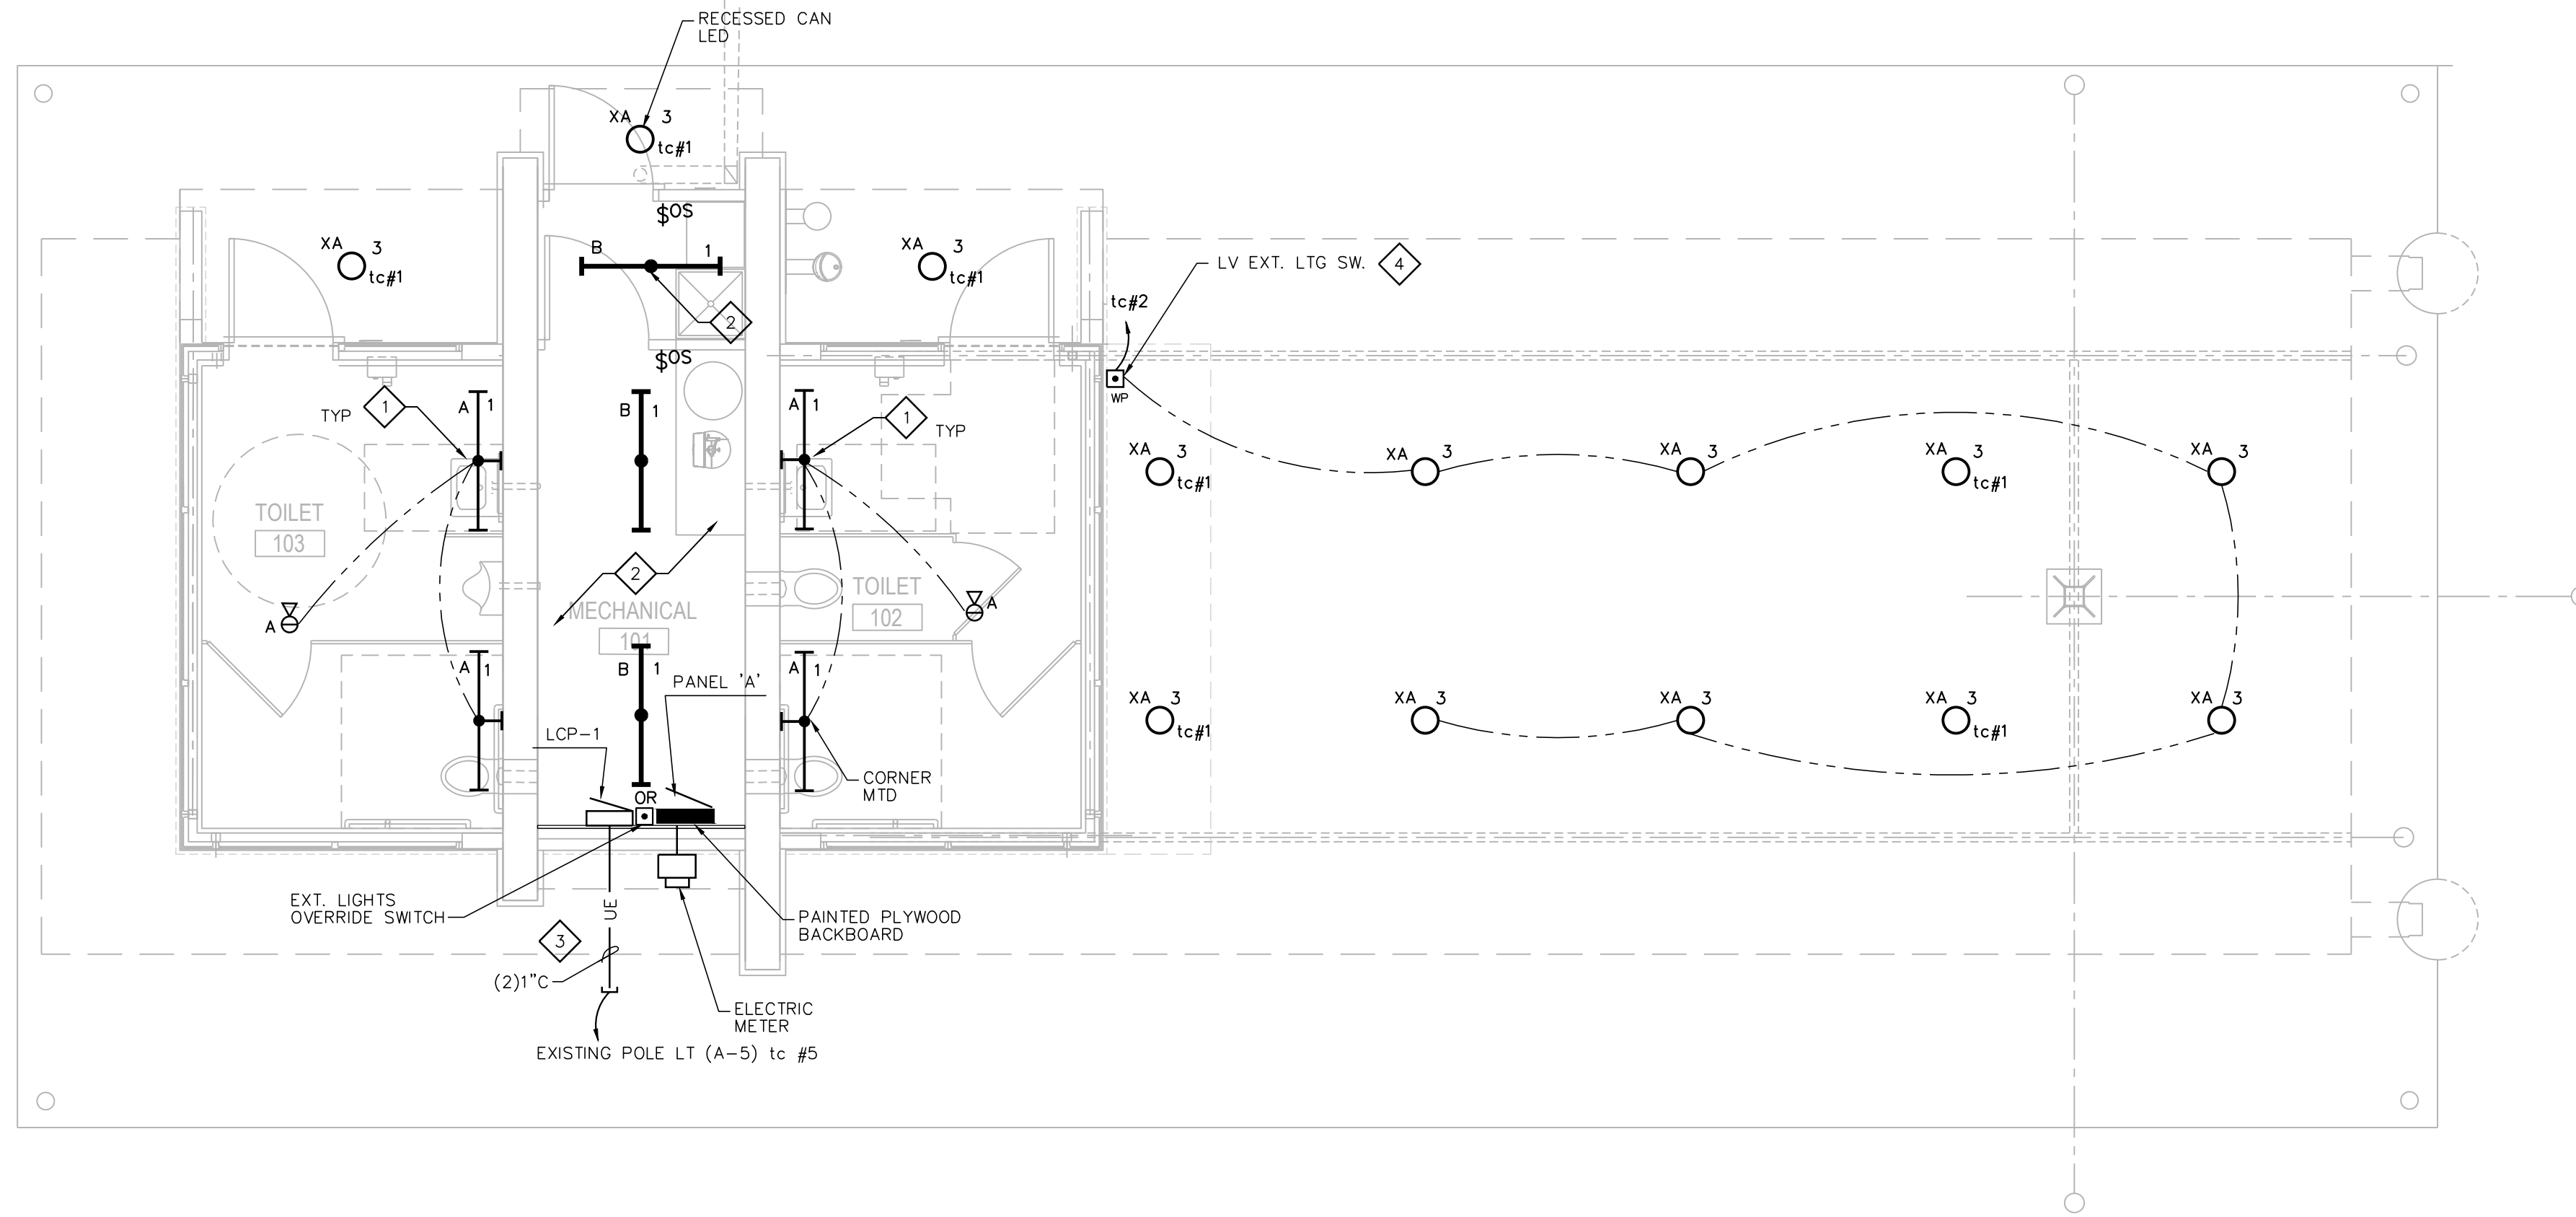 RECESSED CAN
LED
XA 3
tc#1
$OS
XA 3
tc#1
B 1
XA 3
tc#1
LV EXT. LTG SW. 4
tc#2
2
$OS
WP
1
TYP
A 1
B 1
A 1
1
TYP
XA 3
tc#1
XA 3
XA 3
XA 3
tc#1
XA 3
TOILET
103
2
MECHANICAL
101
TOILET
102
A
A
A 1
B 1
A 1
PANEL 'A'
XA 3
tc#1
XA 3
XA 3
XA 3
tc#1
XA 3
LCP-1
OR
CORNER
MTD
EXT. LIGHTS
OVERRIDE SWITCH
UE
PAINTED PLYWOOD
BACKBOARD
3
(2)1"C
ELECTRIC
METER
EXISTING POLE LT (A-5) tc #5